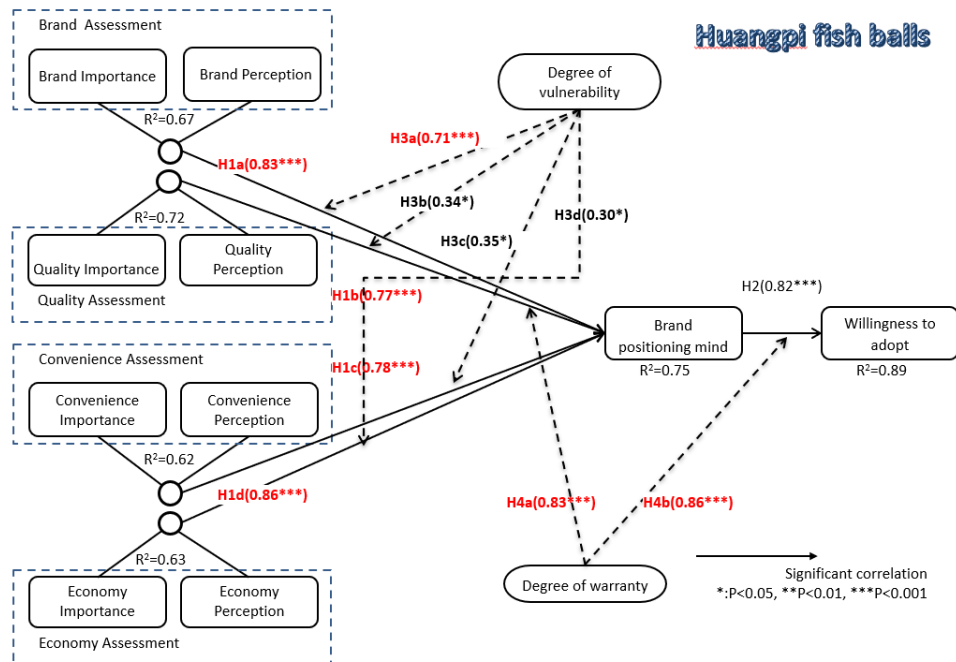 Huangpi fish balls
Brand Assessment
Brand Importance
Brand Perception
R²=0.67
Degree of
vulnerability
H1a(0.83***)
H3a(0.71***)
H3b(0.34*)
H3c(0.35*)
H3d(0.30*)
R²=0.72
Quality Importance
Quality
Perception
Quality Assessment
H1b(0.77***)
H2(0.82***)
Brand
positioning mind
R²=0.75
Willingness to
adopt
R²=0.89
Convenience Assessment
H1c(0.78***)
Convenience
Importance
Convenience
Perception
R²=0.62
H1d(0.86***)
H4a(0.83***)
H4b(0.86***)
R²=0.63
Economy
Importance
Economy
Perception
Economy Assessment
Degree of warranty
Significant correlation
*:P<0.05, **P<0.01, ***P<0.001